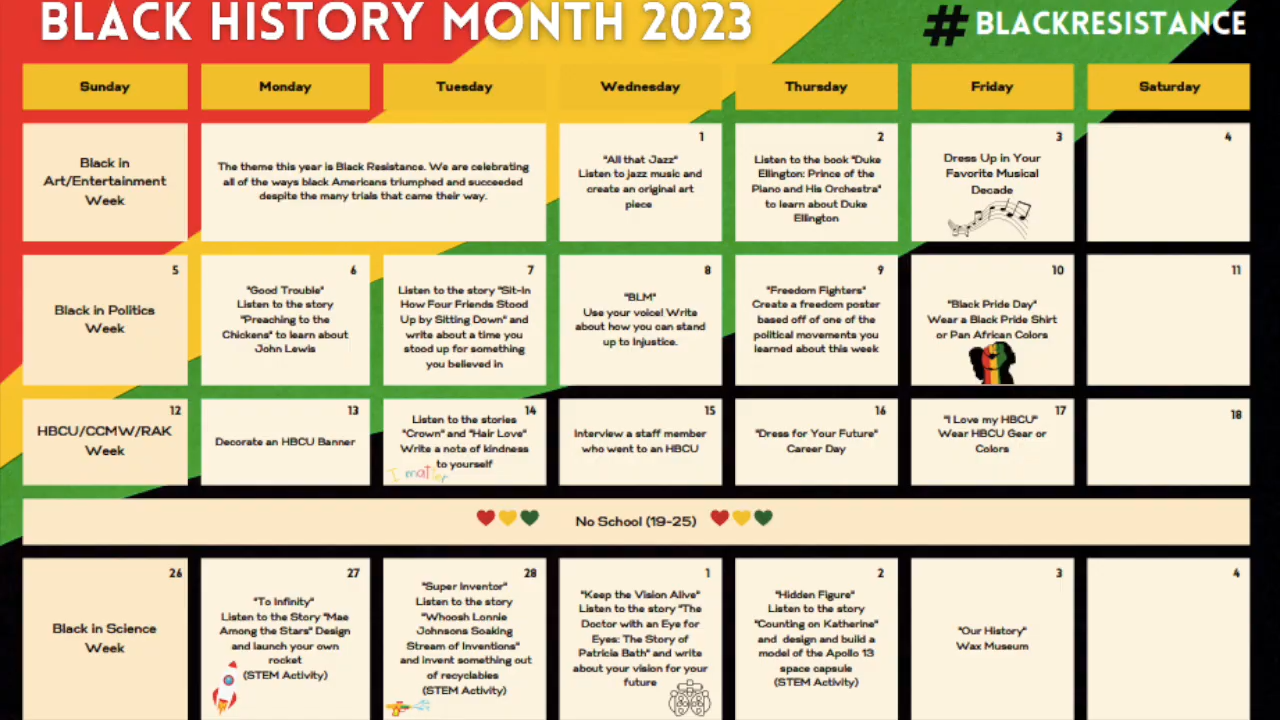 BLACK HISTORY MONTH 2023
# BLACKRESISTANCE
Sunday
Monday
Tuesday
Wednesday
Thursday
Friday
Saturday
Black in
Art/Entertainment
Week
The theme this year is Black Resistance. We are celebrating
all of the ways black Americans triumphed and succeeded
despite the many trials that came their way.
1
"All that Jazz"
Listen to jazz music and
create an original art
piece
2
Listen to the book "Duke
Ellington: Prince of the
Piano and His Orchestra"
to learn about Duke
Ellington
3
Dress Up in Your
Favorite Musical
Decade
4
5
Black in Politics
Week
6
"Good Trouble"
Listen to the story
"Preaching to the
Chickens" to learn about
John Lewis
7
Listen to the story "Sit-In
How Four Friends Stood
Up by Sitting Down" and
write about a time you
stood up for something
you believed in
8
"BLM"
Use your voice! Write
about how you can stand
up to Injustice.
9
"Freedom Fighters"
Create a freedom poster
based off of one of the
political movements you
learned about this week
10
"Black Pride Day"
Wear a Black Pride Shirt
or Pan African Colors
11
12
HBCU/CCMW/RAK
Week
13
Decorate an HBCU Banner
14
Listen to the stories
"Crown" and "Hair Love"
Write a note of kindness
to yourself
I matter
15
Interview a staff member
who went to an HBCU
16
"Dress for Your Future"
Career Day
17
"I Love my HBCU"
Wear HBCU Gear or
Colors
18
No School (19-25)
26
Black in Science
Week
27
"To Infinity"
Listen to the Story "Mae
Among the Stars" Design
and launch your own
rocket
(STEM Activity)
28
"Super Inventor"
Listen to the story
"Whoosh Lonnie
Johnsons Soaking
Stream of Inventions"
and invent something out
of recyclables
(STEM Activity)
1
"Keep the Vision Alive"
Listen to the story "The
Doctor with an Eye for
Eyes: The Story of
Patricia Bath" and write
about your vision for your
future
2
"Hidden Figure"
Listen to the story
"Counting on Katherine"
and design and build a
model of the Apollo 13
space capsule
(STEM Activity)
3
"Our History"
Wax Museum
4